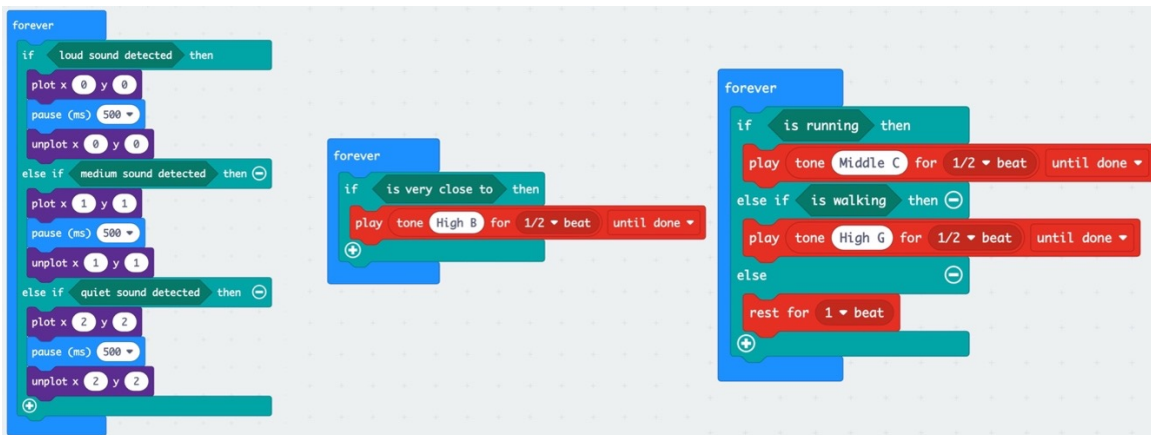 forever
if loud sound detected then
plot x 0 y 0
pause (ms) 500
unplot x 0 y 0
else if medium sound detected then
plot x 1 y 1
pause (ms) 500
unplot x 1 y 1
else if quiet sound detected then
plot x 2 y 2
pause (ms) 500
unplot x 2 y 2
forever
if is very close to then
play tone High B for 1/2 beat until done
forever
if is running then
play tone Middle C for 1/2 beat until done
else if is walking then
play tone High G for 1/2 beat until done
else
rest for 1 beat